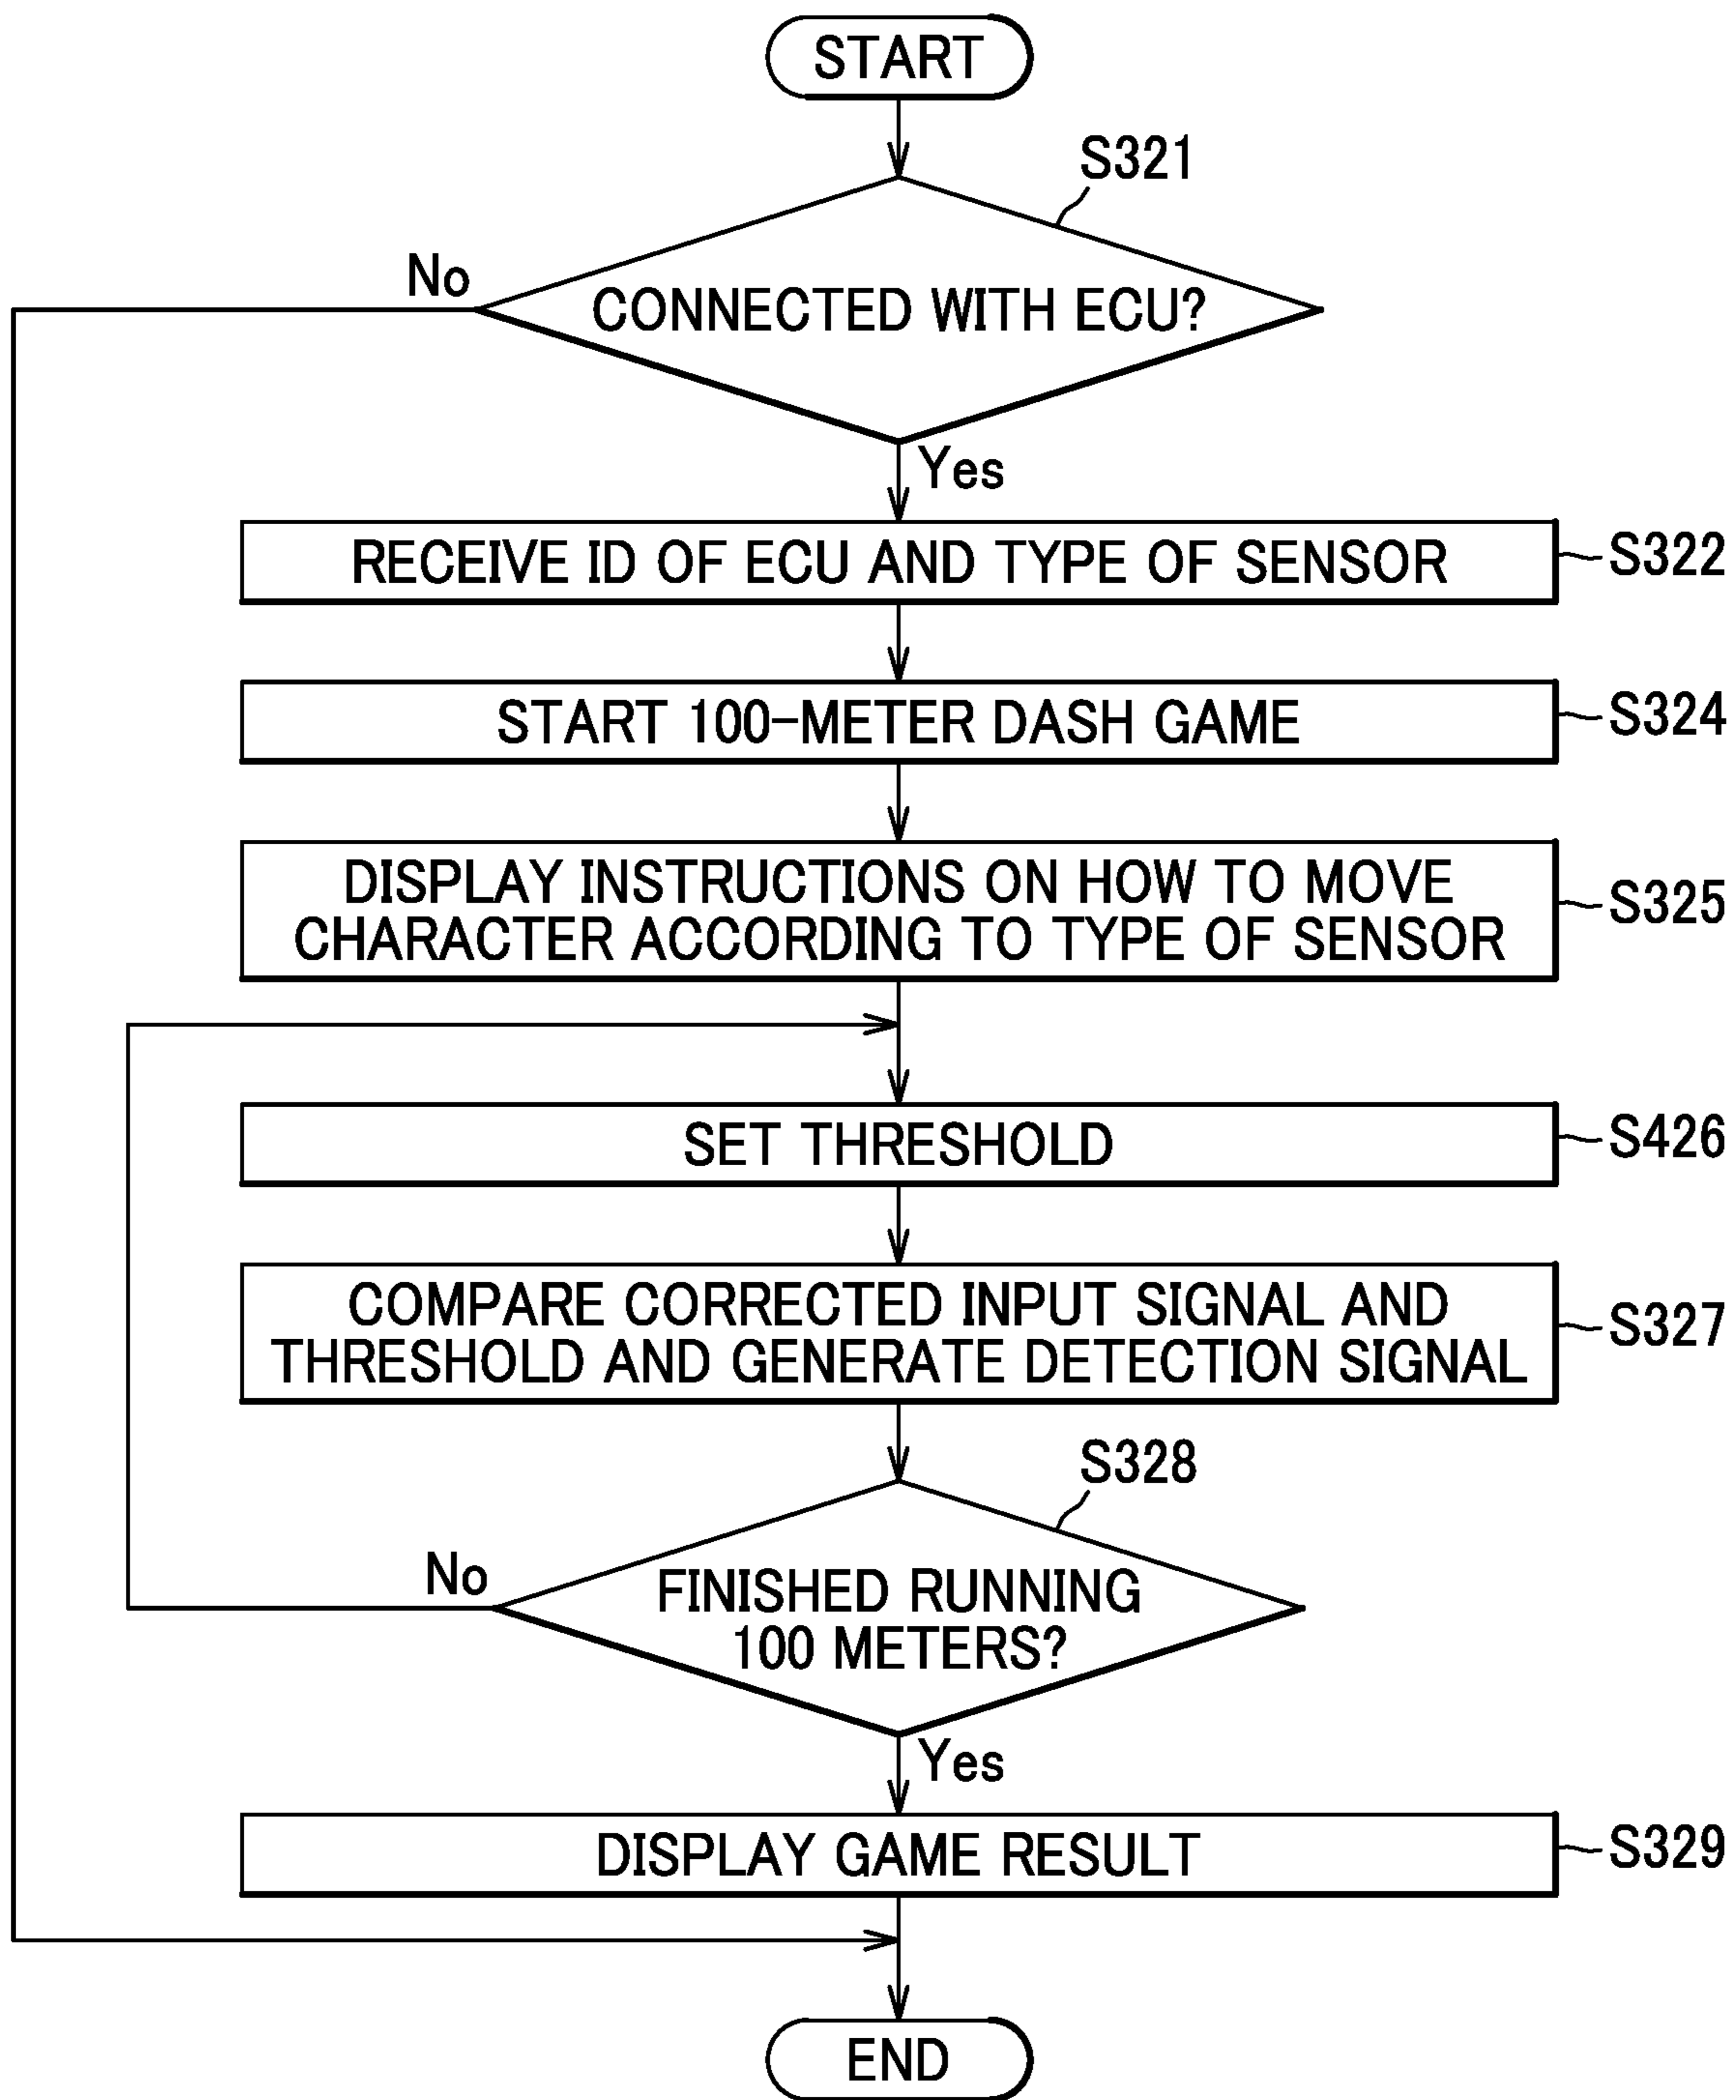 START
S321
No
CONNECTED WITH ECU?
Yes
RECEIVE ID OF ECU AND TYPE OF SENSOR
S322
START 100-METER DASH GAME
S324
DISPLAY INSTRUCTIONS ON HOW TO MOVE
CHARACTER ACCORDING TO TYPE OF SENSOR
S325
SET THRESHOLD
S426
COMPARE CORRECTED INPUT SIGNAL AND
THRESHOLD AND GENERATE DETECTION SIGNAL
S327
S328
No
FINISHED RUNNING
100 METERS?
Yes
DISPLAY GAME RESULT
S329
END